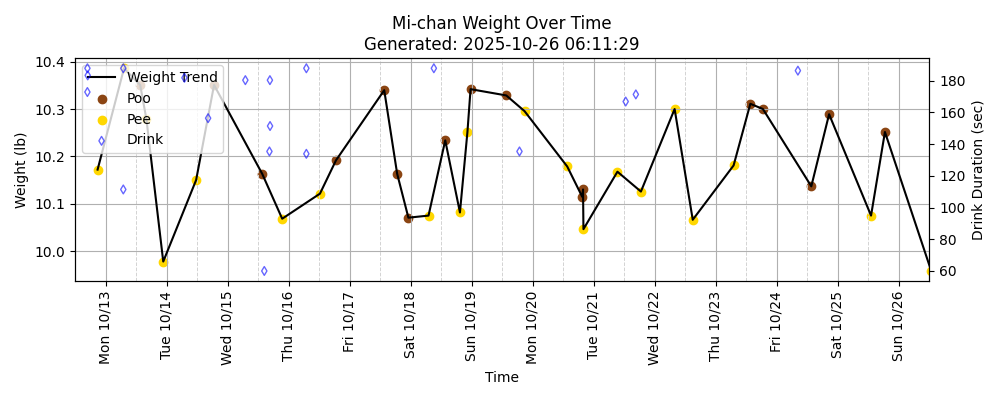 Mi-chan Weight Over Time
Generated: 2025-10-26 06:11:29
Weight (lb)
10.4
10.3
10.2
10.1
10.0
Weight Trend
Poo
Pee
Drink
180
160
140
120
100
80
60
Drink Duration (sec)
Mon 10/13
Tue 10/14
Wed 10/15
Thu 10/16
Fri 10/17
Sat 10/18
Sun 10/19
Mon 10/20
Tue 10/21
Wed 10/22
Thu 10/23
Fri 10/24
Sat 10/25
Sun 10/26
Time